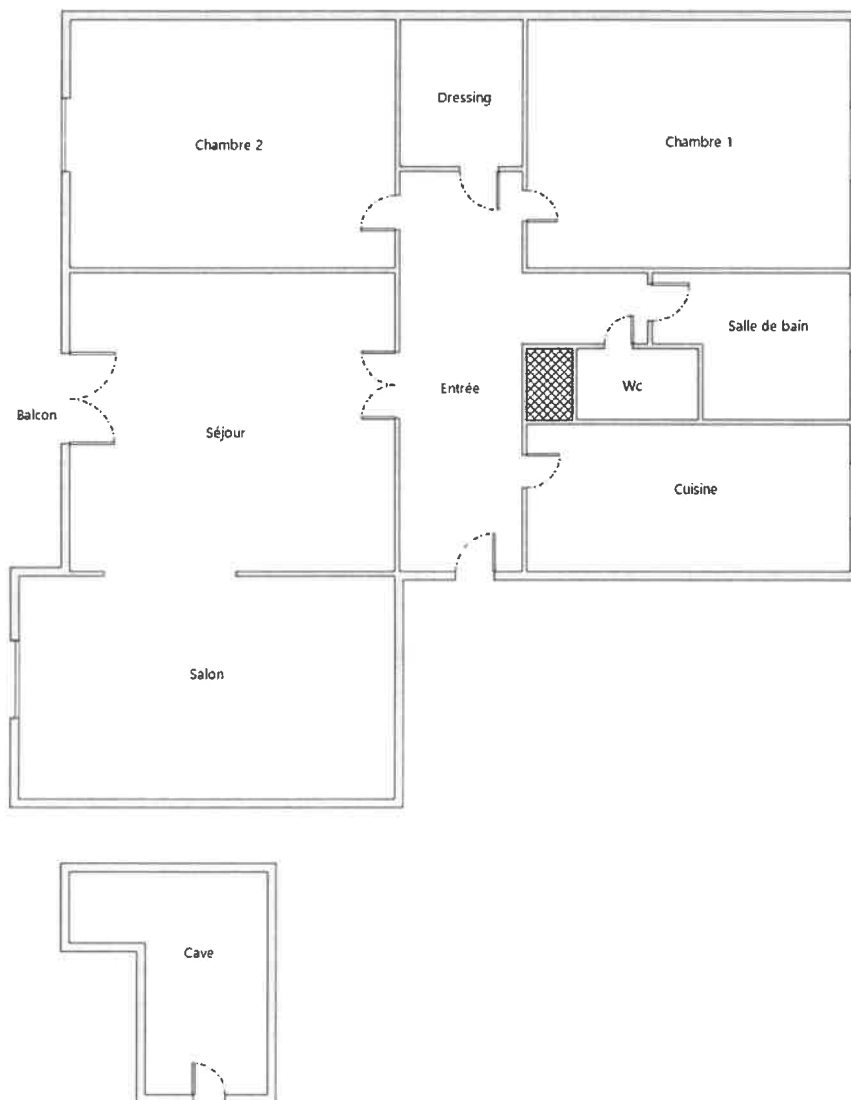 Dressing
Chambre 2
Chambre 1
Salle de bain
Balcon
Séjour
Entrée
Wc
Cuisine
Salon
Cave